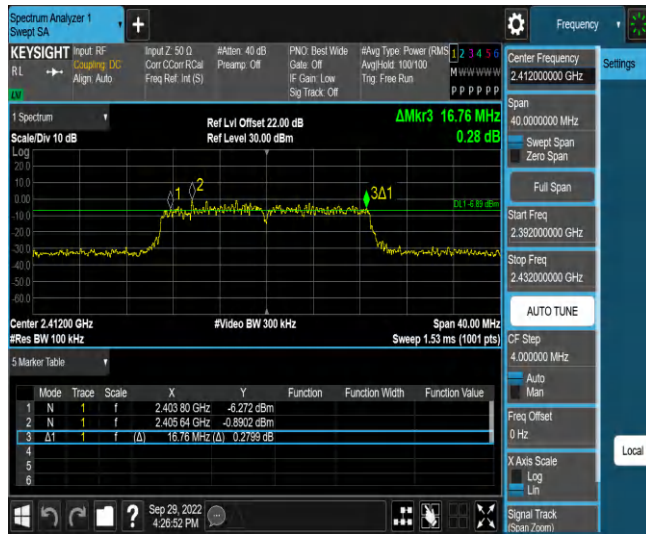 Spectrum Analyzer 1
Swept SA
Frequency
KEYSIGHT
RL
Input: RF
Coupling: DC
Align: Auto
Input Z: 50 Ω
Corr CCorr RCal
Freq Ref: Int (S)
#Atten: 40 dB
Preamp: Off
PNO: Best Wide
Gate: Off
IF Gain: Low
Sig Track: Off
#Avg Type: Power (RMS
Avg|Hold: 100/100
Trig: Free Run
1 2 3 4 5 6
M W W W W W
P P P P P P
LNI
1 Spectrum
Scale/Div 10 dB
Ref Lvl Offset 22.00 dB
Ref Level 30.00 dBm
ΔMkr3 16.76 MHz
0.28 dB
Log
20.0
10.0
0.00
-10.0
-20.0
-30.0
-40.0
-50.0
-60.0
1
2
3Δ1
DL1 -6.89 dBm
Center 2.41200 GHz
#Res BW 100 kHz
#Video BW 300 kHz
Span 40.00 MHz
Sweep 1.53 ms (1001 pts)
5 Marker Table
Mode Trace Scale X Y Function Function Width Function Value
1 N 1 f 2.403 80 GHz -6.272 dBm
2 N 1 f 2.405 64 GHz -0.8902 dBm
3 Δ1 1 f (Δ) 16.76 MHz (Δ) 0.2799 dB
4
5
6
Sep 29, 2022
4:26:52 PM
Center Frequency
2.412000000 GHz
Settings
Span
40.0000000 MHz
Swept Span
Zero Span
Full Span
Start Freq
2.392000000 GHz
Stop Freq
2.432000000 GHz
AUTO TUNE
CF Step
4.000000 MHz
Auto
Man
Freq Offset
0 Hz
X Axis Scale
Log
Lin
Local
Signal Track
(Span Zoom)